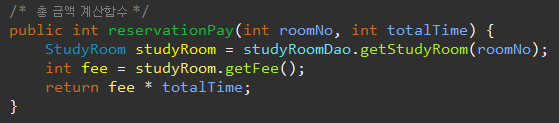 /* 총 금액 계산함수 */
public int reservationPay(int roomNo, int totalTime) {
StudyRoom studyRoom = studyRoomDao.getStudyRoom(roomNo);
int fee = studyRoom.getFee();
return fee * totalTime;
}